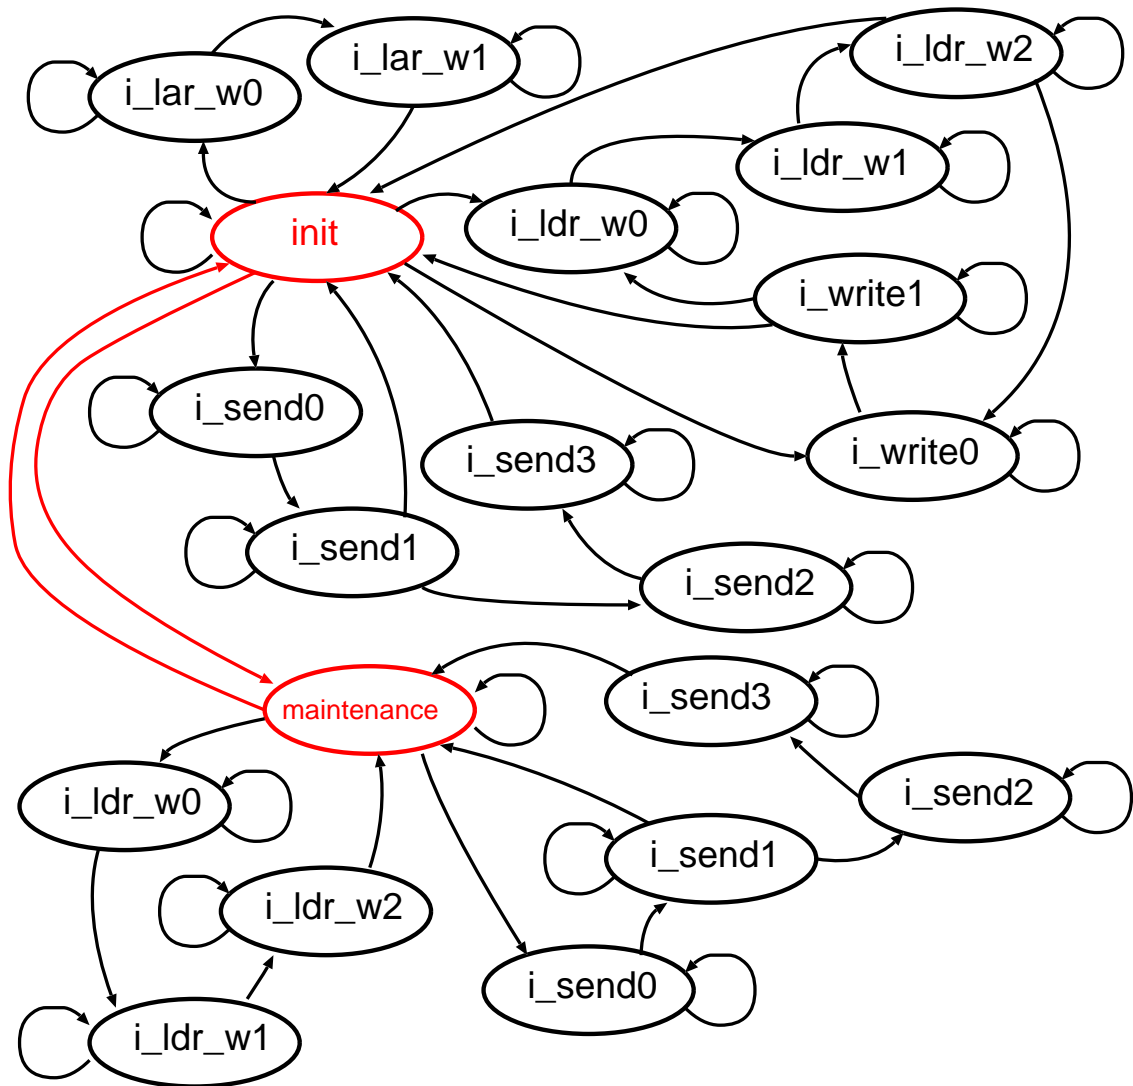 i_lar_w0
i_lar_w1
i_ldr_w2
i_ldr_w1
init
i_ldr_w0
i_write1
i_send0
i_send3
i_write0
i_send1
i_send2
maintenance
i_send3
i_ldr_w0
i_send2
i_send1
i_ldr_w2
i_send0
i_ldr_w1